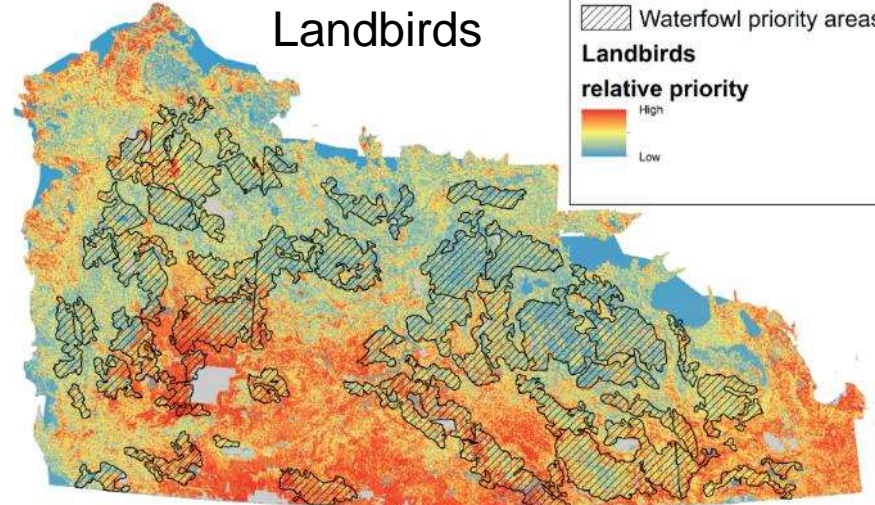 Landbirds
Waterfowl priority areas
Landbirds
relative priority
High
Low